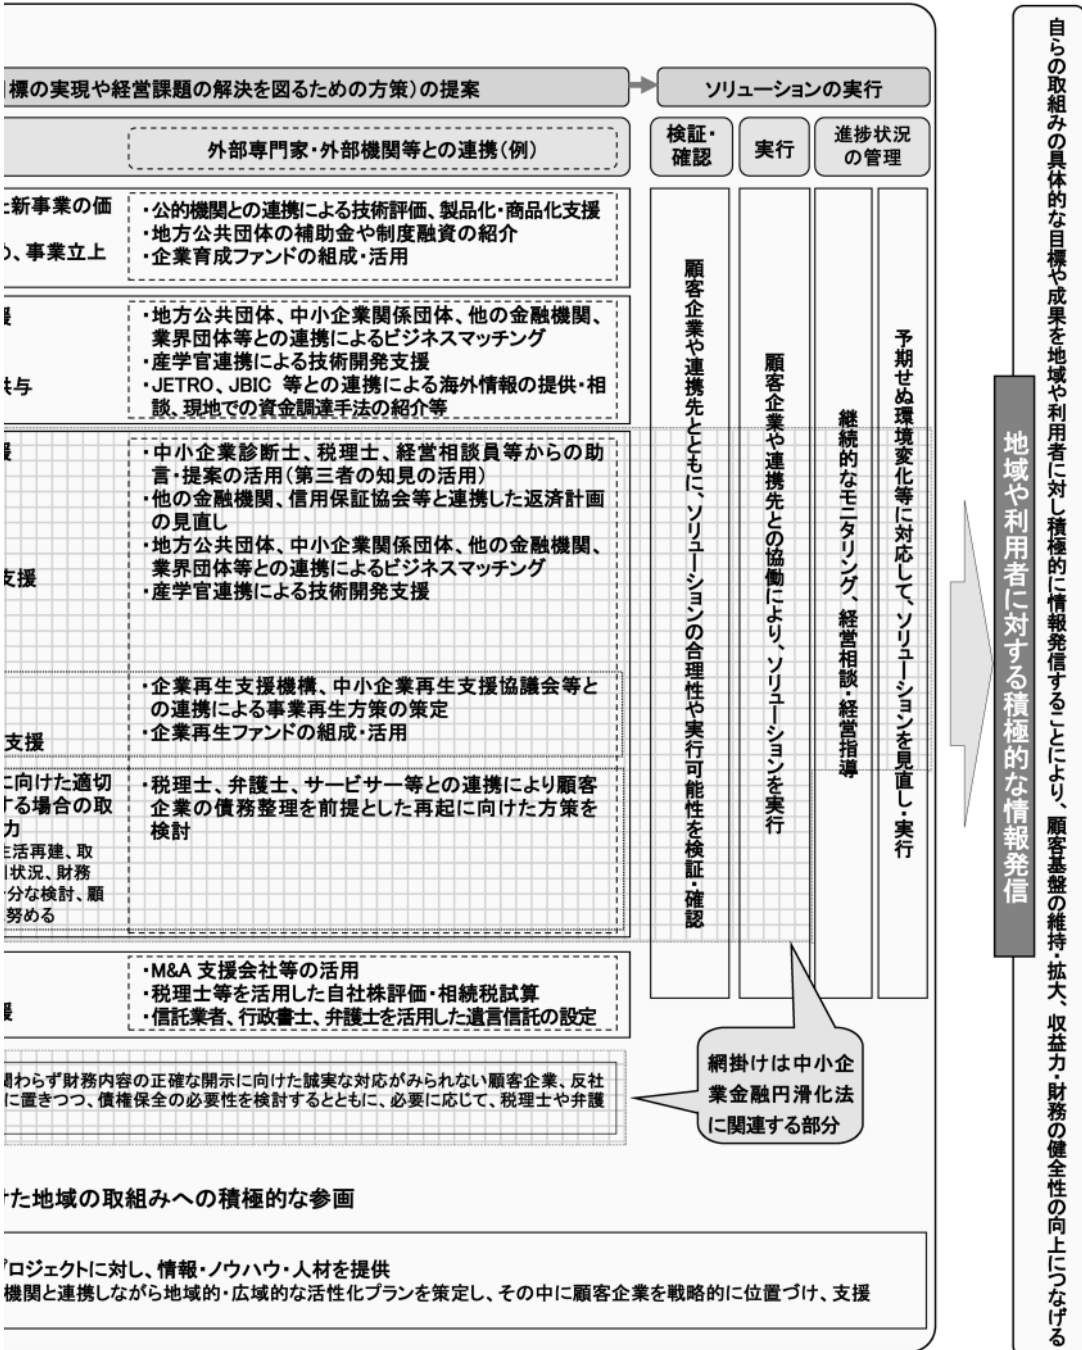 標の実現や経営課題の解決を図るための方策）の提案
ソリューションの実行
外部専門家・外部機関等との連携（例）
検証・
確認
実行
進捗状況
の管理
新事業の価
、事業立上
・公的機関との連携による技術評価、製品化・商品化支援
・地方公共団体の補助金や制度融資の紹介
・企業育成ファンドの組成・活用
援
供与
・地方公共団体、中小企業関係団体、他の金融機関、
業界団体等との連携によるビジネスマッチング
・産学官連携による技術開発支援
・JETRO、JBIC 等との連携による海外情報の提供・相
談、現地での資金調達手法の紹介等
援
支援
・中小企業診断士、税理士、経営相談員等からの助
言・提案の活用（第三者の知見の活用）
・他の金融機関、信用保証協会等と連携した返済計画
の見直し
・地方公共団体、中小企業関係団体、他の金融機関、
業界団体等との連携によるビジネスマッチング
・産学官連携による技術開発支援
支援
・企業再生支援機構、中小企業再生支援協議会等と
の連携による事業再生方策の策定
・企業再生ファンドの組成・活用
に向けた適切
する場合の取
力
生活再建、取
状況、財務
分な検討、顧
努める
・税理士、弁護士、サービサー等との連携により顧客
企業の債務整理を前提とした再起に向けた方策を
検討
援
・M&A 支援会社等の活用
・税理士等を活用した自社株評価・相続税試算
・信託業者、行政書士、弁護士を活用した遺言信託の設定
顧客企業や連携先とともに、ソリューションの合理性や実行可能性を検証・確認
顧客企業や連携先との協働により、ソリューションを実行
継続的なモニタリング、経営相談・経営指導
予期せぬ環境変化等に対応して、ソリューションを見直し・実行
関わらず財務内容の正確な開示に向けた誠実な対応がみられない顧客企業、反社
に置きつつ、債権保全の必要性を検討するとともに、必要に応じて、税理士や弁護
網掛けは中小企
業金融円滑化法
に関連する部分
けた地域の取組みへの積極的な参画
プロジェクトに対し、情報・ノウハウ・人材を提供
機関と連携しながら地域的・広域的な活性化プランを策定し、その中に顧客企業を戦略的に位置づけ、支援
地域や利用者に対する積極的な情報発信
自らの取組みの具体的な目標や成果を地域や利用者に対し積極的に情報発信することにより、顧客基盤の維持・拡大、収益力・財務の健全性の向上につなげる